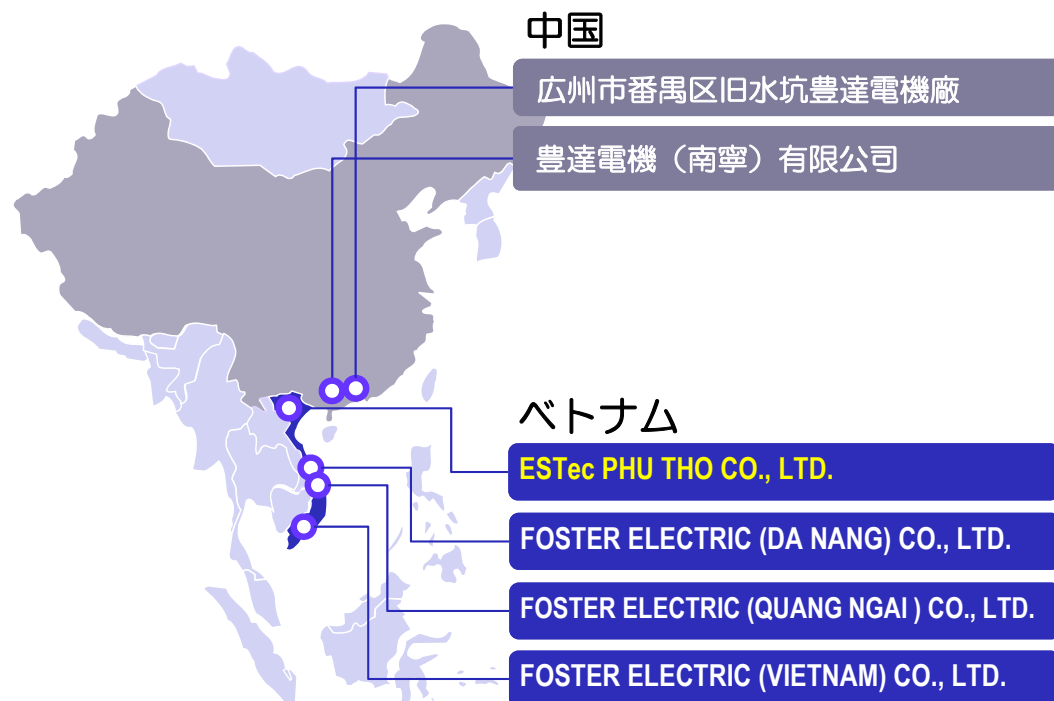 中国
広州市番禺区旧水坑豊達電機廠
豊達電機（南寧）有限公司
ベトナム
ESTec PHU THO CO., LTD.
FOSTER ELECTRIC (DA NANG) CO., LTD.
FOSTER ELECTRIC (QUANG NGAI ) CO., LTD.
FOSTER ELECTRIC (VIETNAM) CO., LTD.